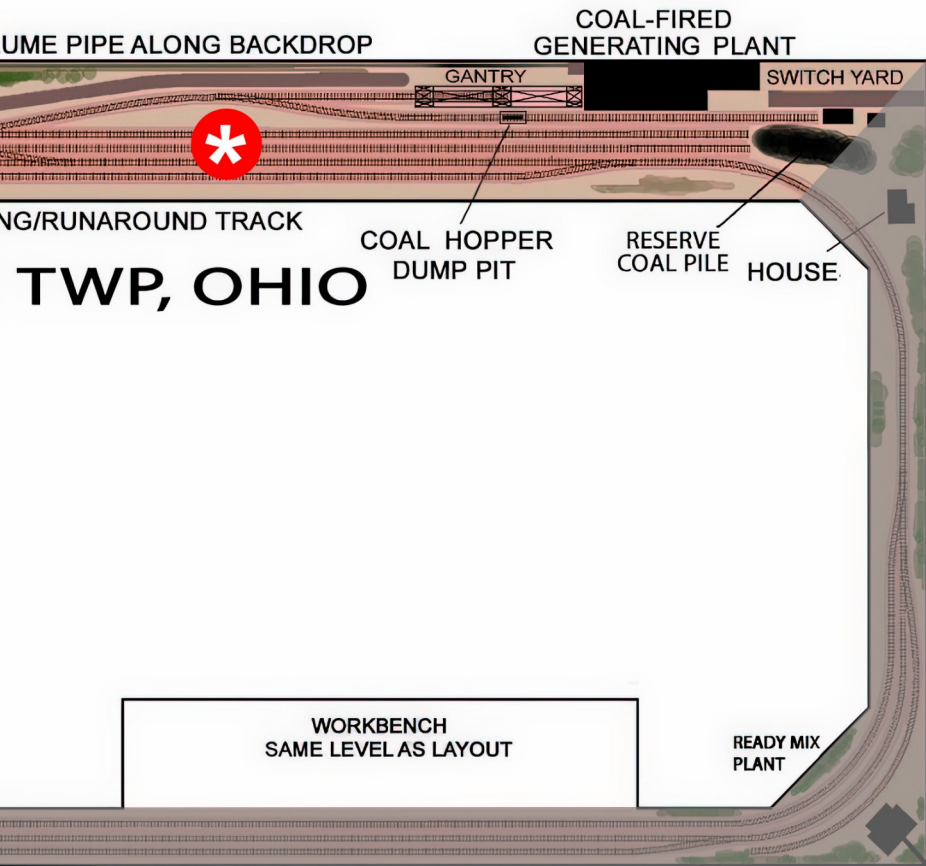 COAL-FIRED
GENERATING PLANT
UME PIPE ALONG BACKDROP
GANTRY
SWITCH YARD
*
NG/RUNAROUND TRACK
COAL HOPPER
DUMP PIT
RESERVE
COAL PILE
HOUSE
TWP, OHIO
WORKBENCH
SAME LEVEL AS LAYOUT
READY MIX
PLANT